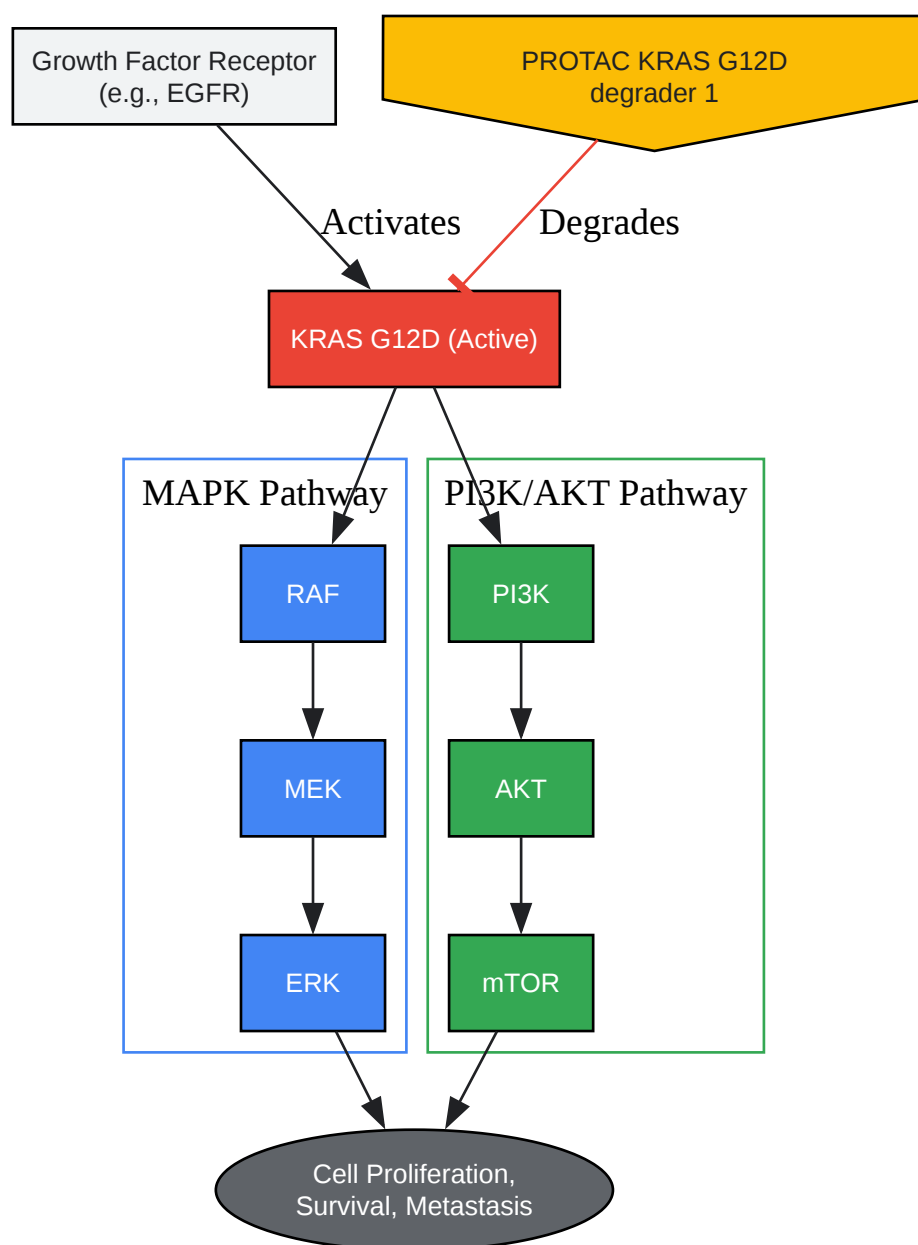 Growth Factor Receptor
(e.g., EGFR)
PROTAC KRAS G12D
degrader 1
Activates
Degrades
KRAS G12D (Active)
MAPK Pathway
PI3K/AKT Pathway
RAF
PI3K
MEK
AKT
ERK
mTOR
Cell Proliferation,
Survival, Metastasis